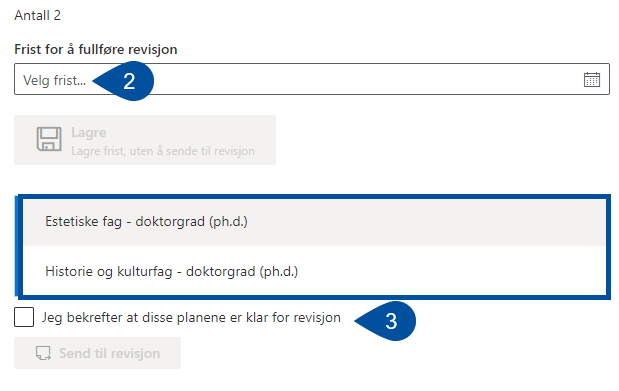 Antall 2
Frist for å fullføre revisjon
Velg frist...
2
Lagre
Lagre frist, uten å sende til revisjon
Estetiske fag - doktorgrad (ph.d.)
Historie og kulturfag - doktorgrad (ph.d.)
Jeg bekrefter at disse planene er klar for revisjon
3
Send til revisjon